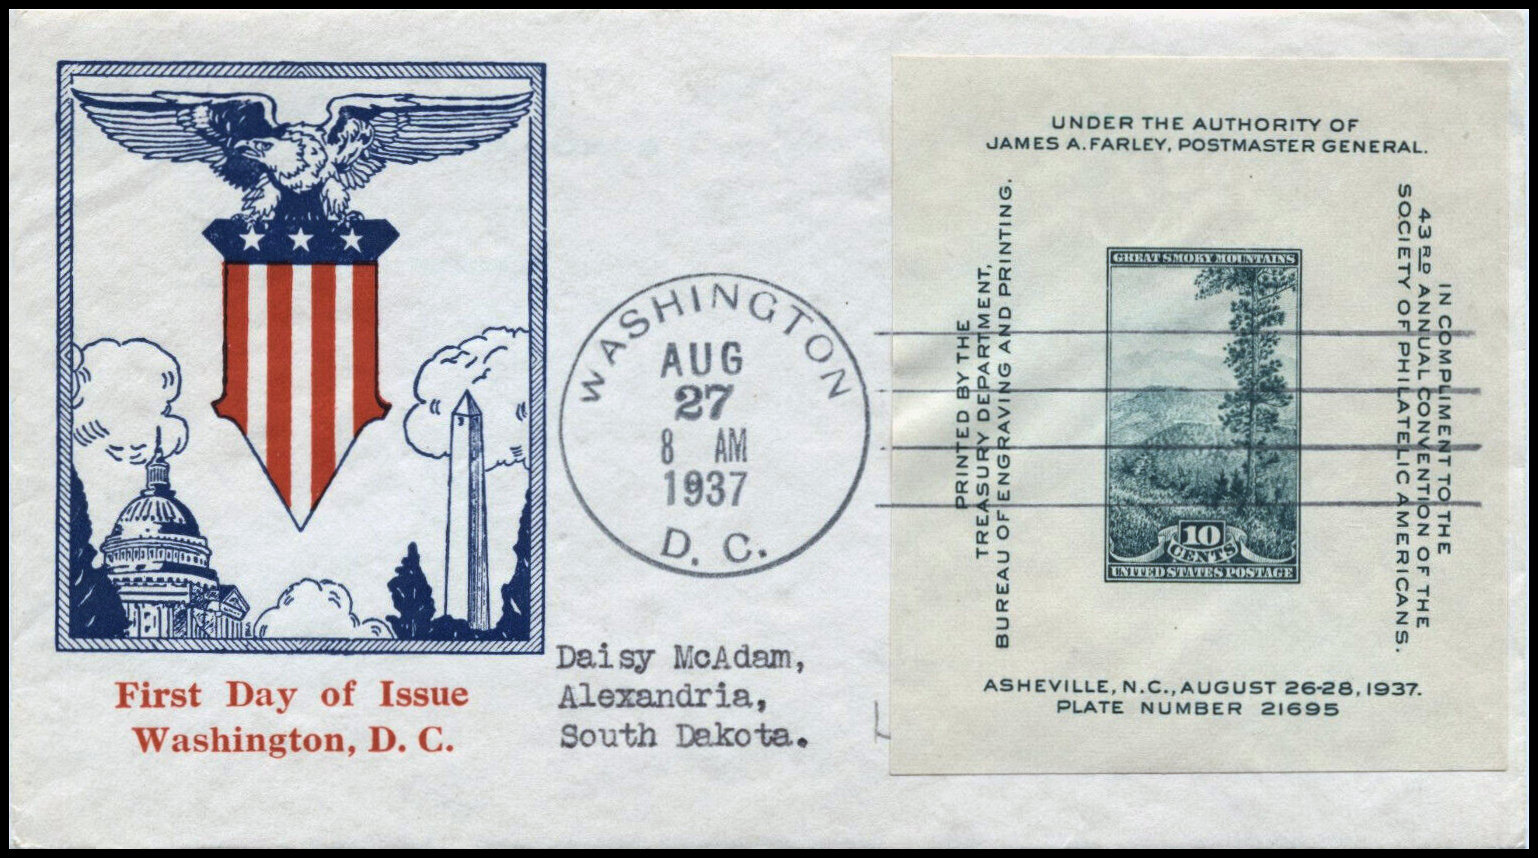 First Day of Issue
Washington, D. C.
WASHINGTON
AUG
27
8 AM
1937
D. C.
Daisy McAdam,
Alexandria,
South Dakota.
UNDER THE AUTHORITY OF
JAMES A. FARLEY, POSTMASTER GENERAL.
PRINTED BY THE
TREASURY DEPARTMENT,
BUREAU OF ENGRAVING AND PRINTING.
GREAT SMOKY MOUNTAINS
10
CENTS
UNITED STATES POSTAGE
IN COMPLIMENT TO THE
43RD ANNUAL CONVENTION OF THE
SOCIETY OF PHILATELIC AMERICANS.
ASHEVILLE, N.C., AUGUST 26-28, 1937.
PLATE NUMBER 21695